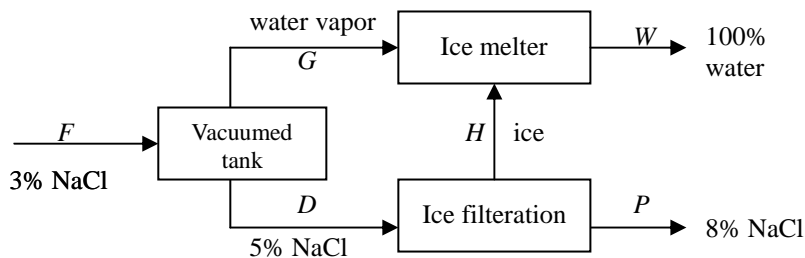 water vapor
G
Ice melter
W
100%
water
F
Vacuumed
tank
3% NaCl
H
ice
D
5% NaCl
Ice filteration
P
8% NaCl